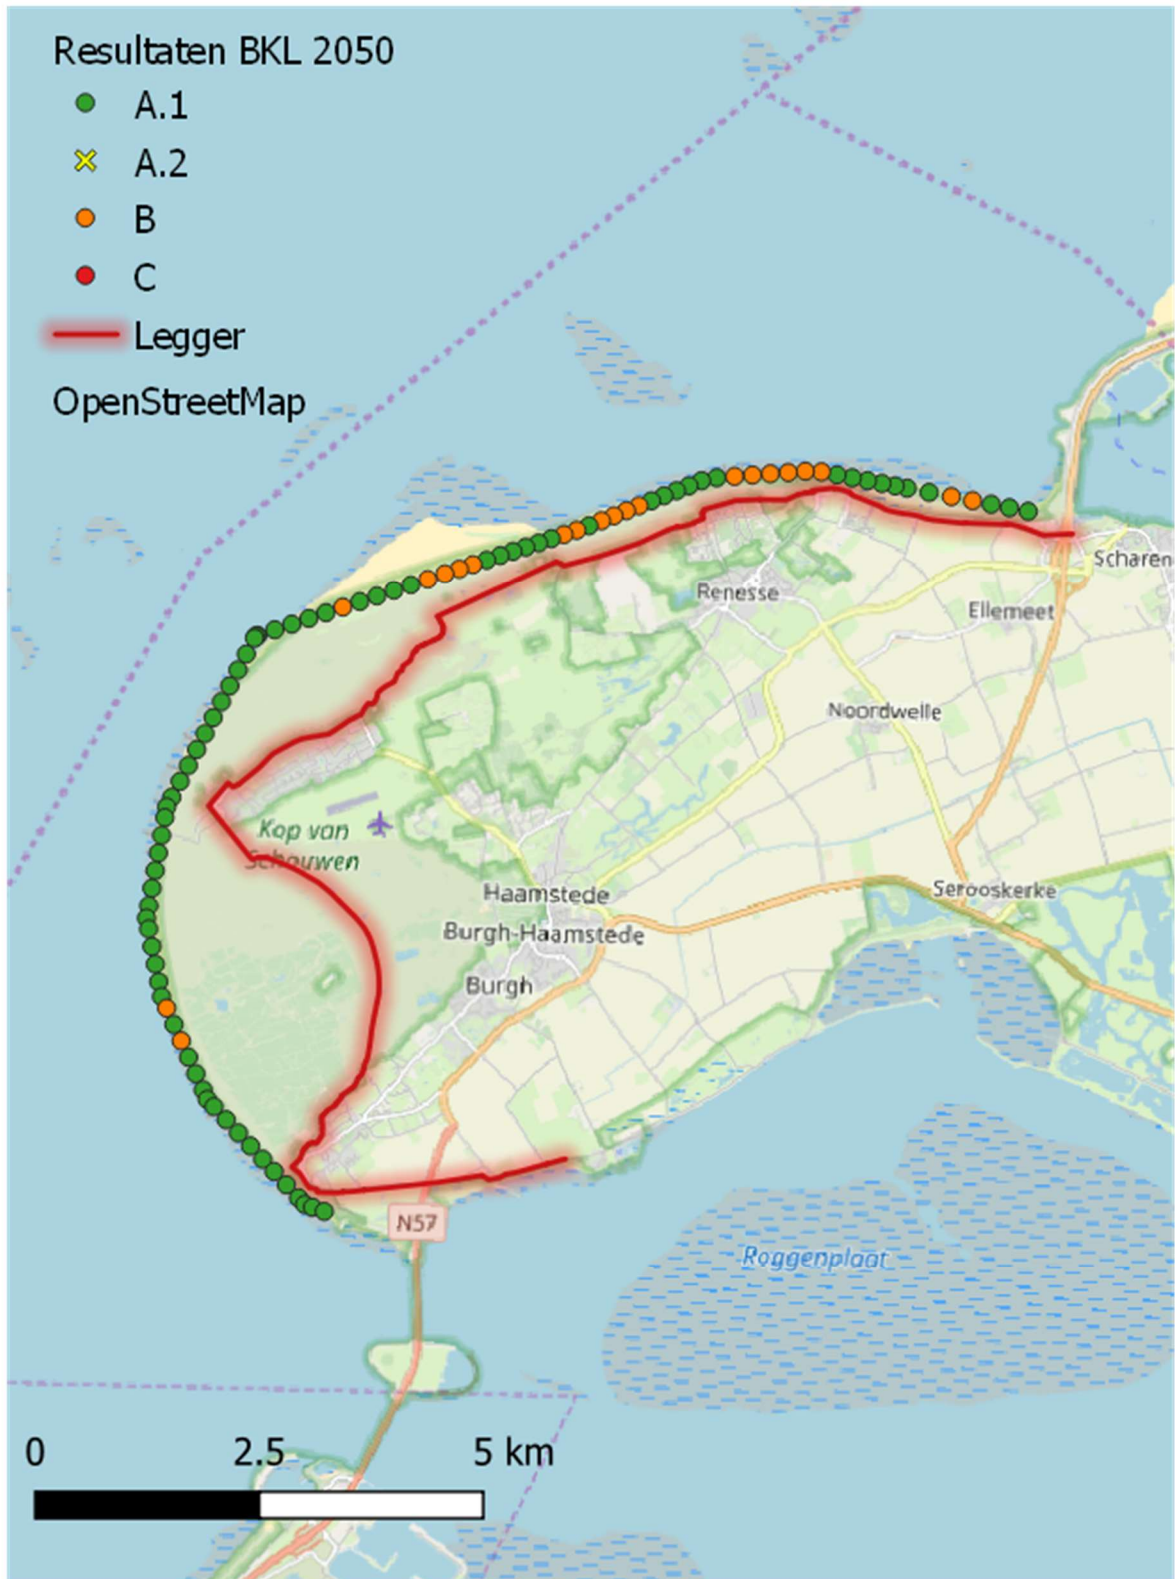 Resultaten BKL 2050
A.1
A.2
B
C
Legger
OpenStreetMap
Scharen
Renesse
Ellemeet
Noordwelle
Kop van
Schouwen
Haamstede
Serooskerke
Burgh-Haamstede
Burgh
N57
Roggenplaat
0 2.5 5 km